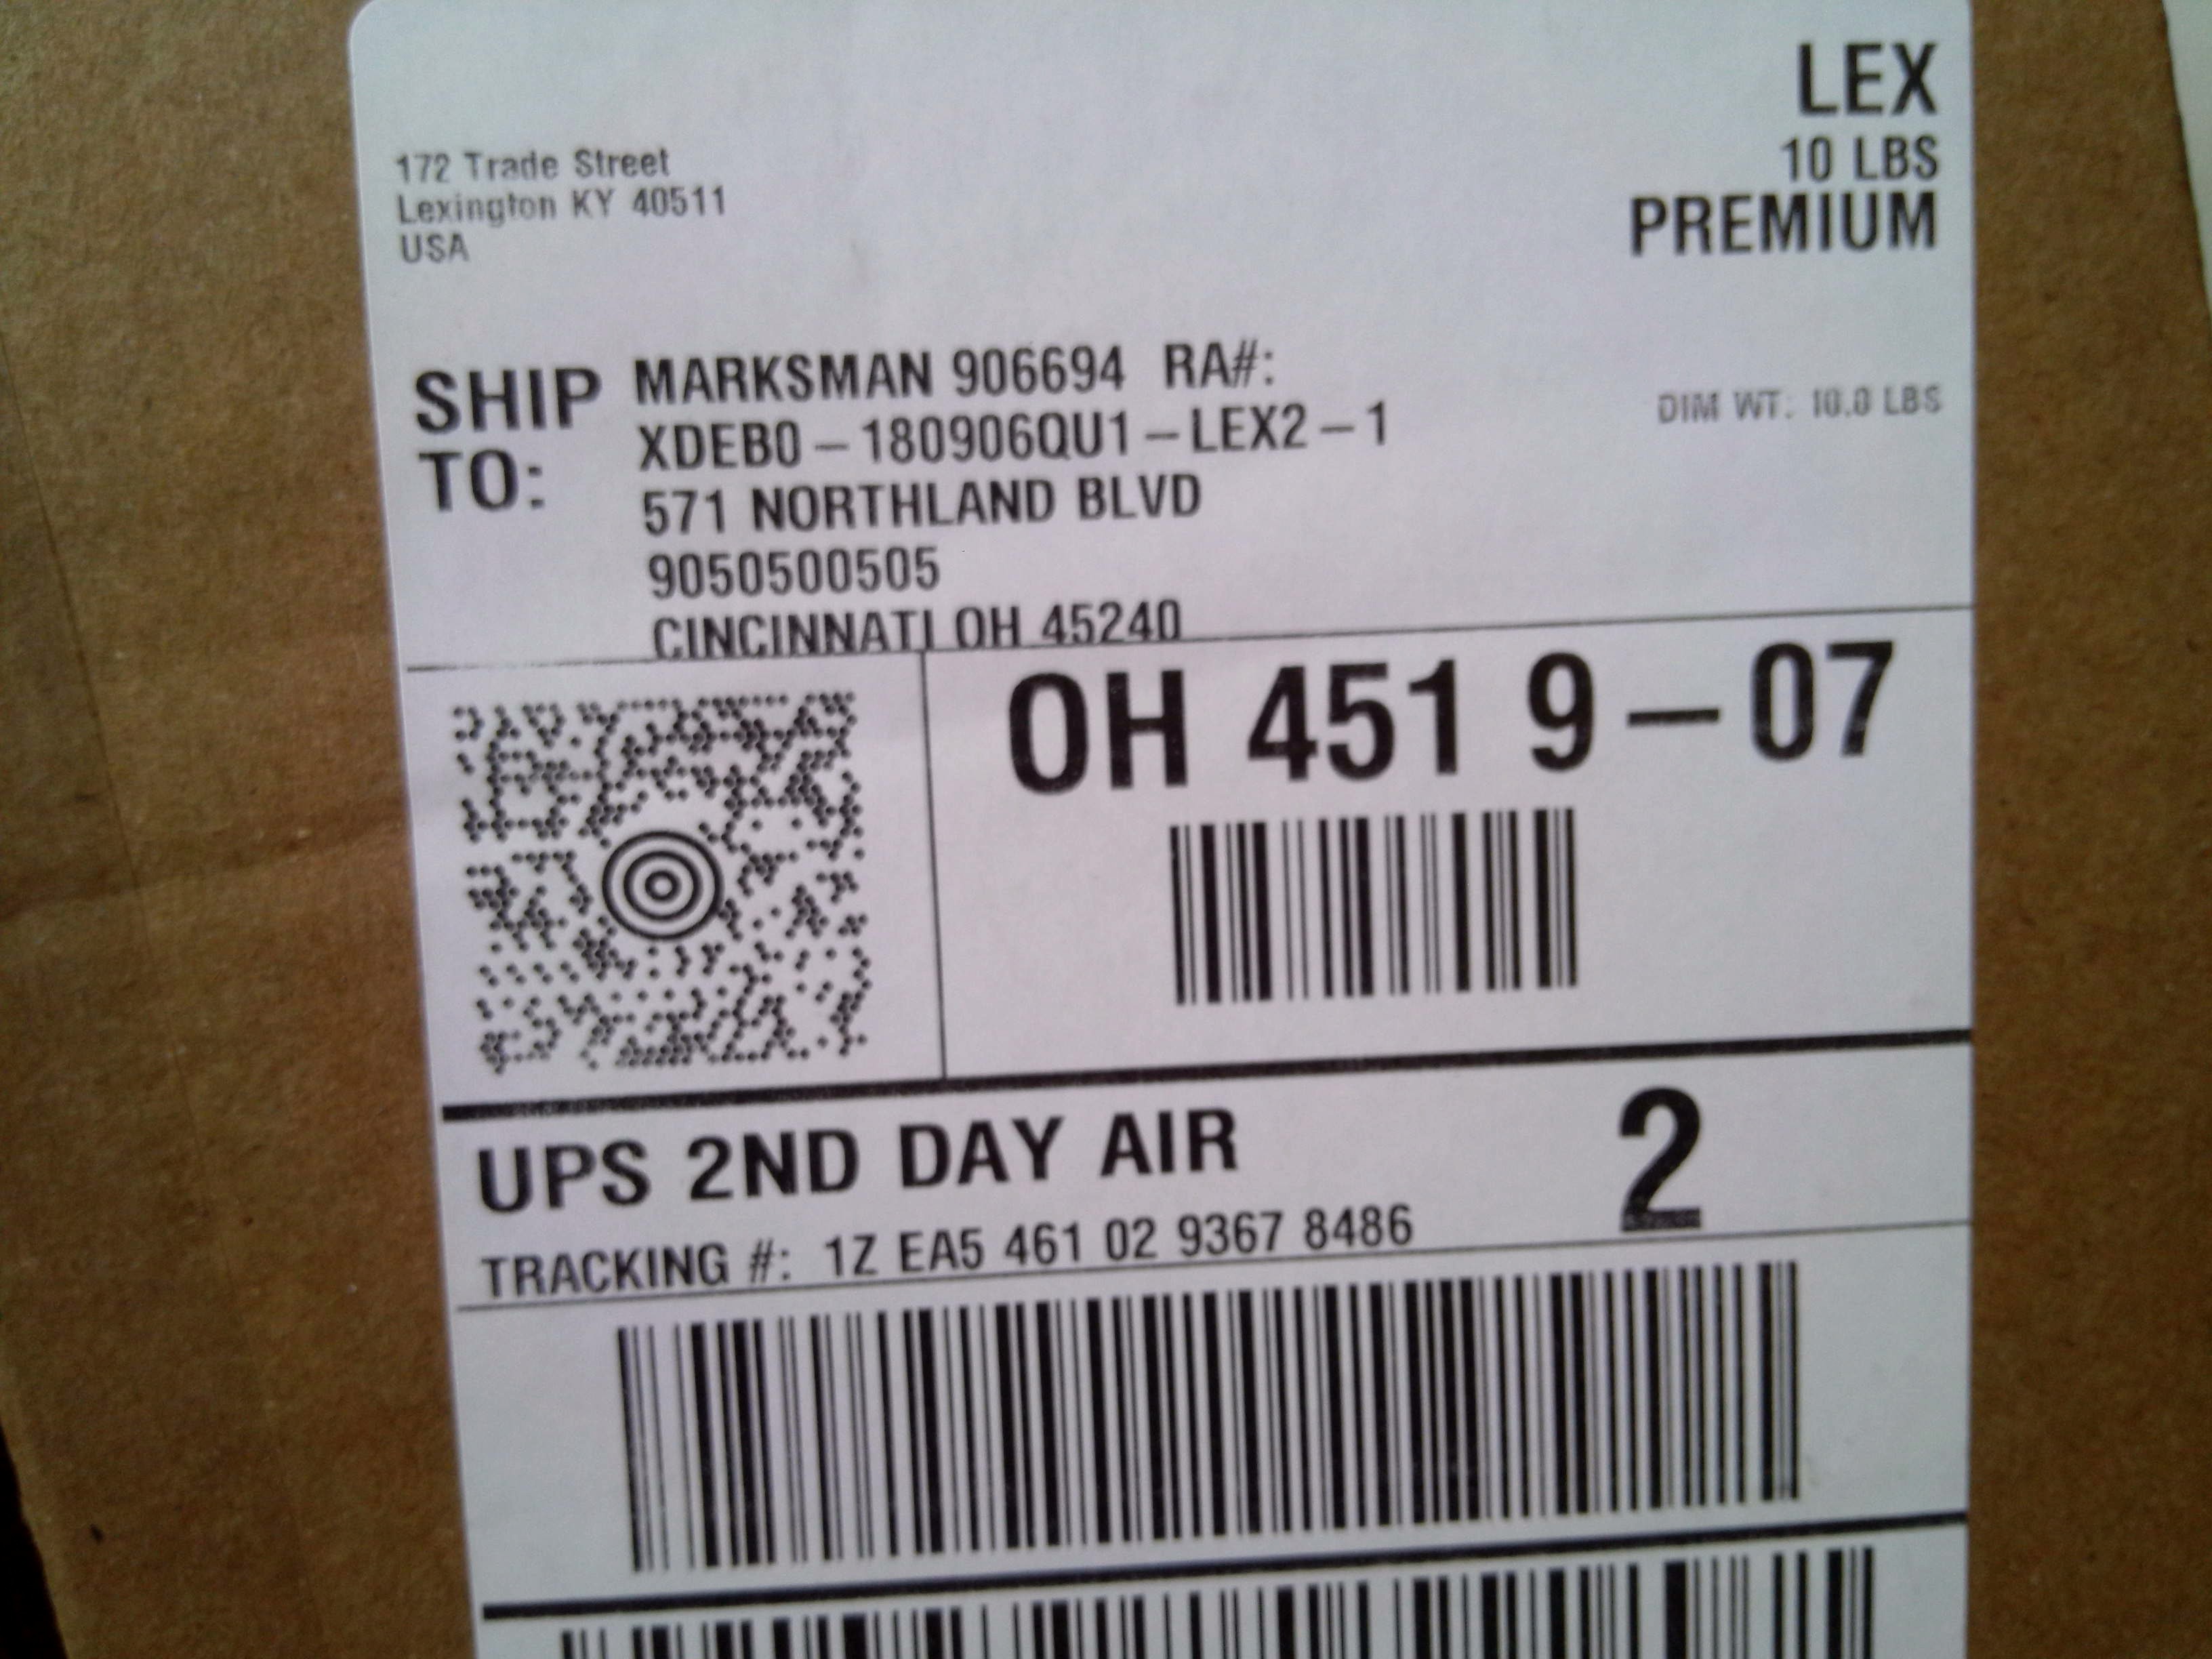 LEX
10 LBS
PREMIUM
172 Trade Street
Lexington KY 40511
USA
SHIP TO:
MARKSMAN 906694 RA#:
XDEB0-180906QU1-LEX2-1
571 NORTHLAND BLVD
9050500505
CINCINNATI OH 45240
DIM WT: 10.0 LBS
OH 451 9-07
UPS 2ND DAY AIR
2
TRACKING #: 1Z EA5 461 02 9367 8486